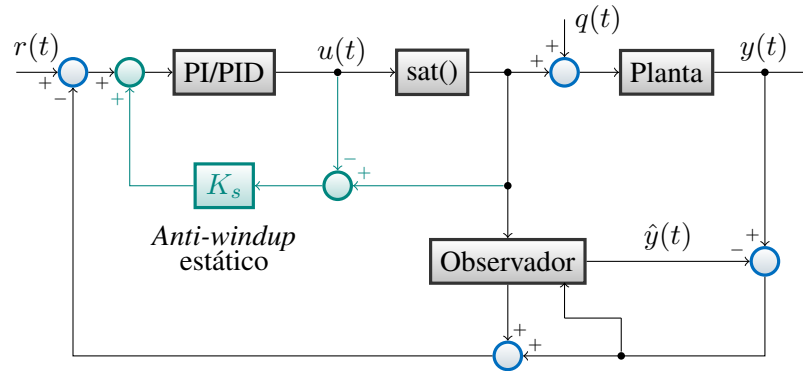 q(t)
r(t) u(t) y(t)
+ +
+ − + + PI/PID sat() + + Planta
− +
K_s
Anti-windup
estático
ŷ(t) + −
Observador
+ +